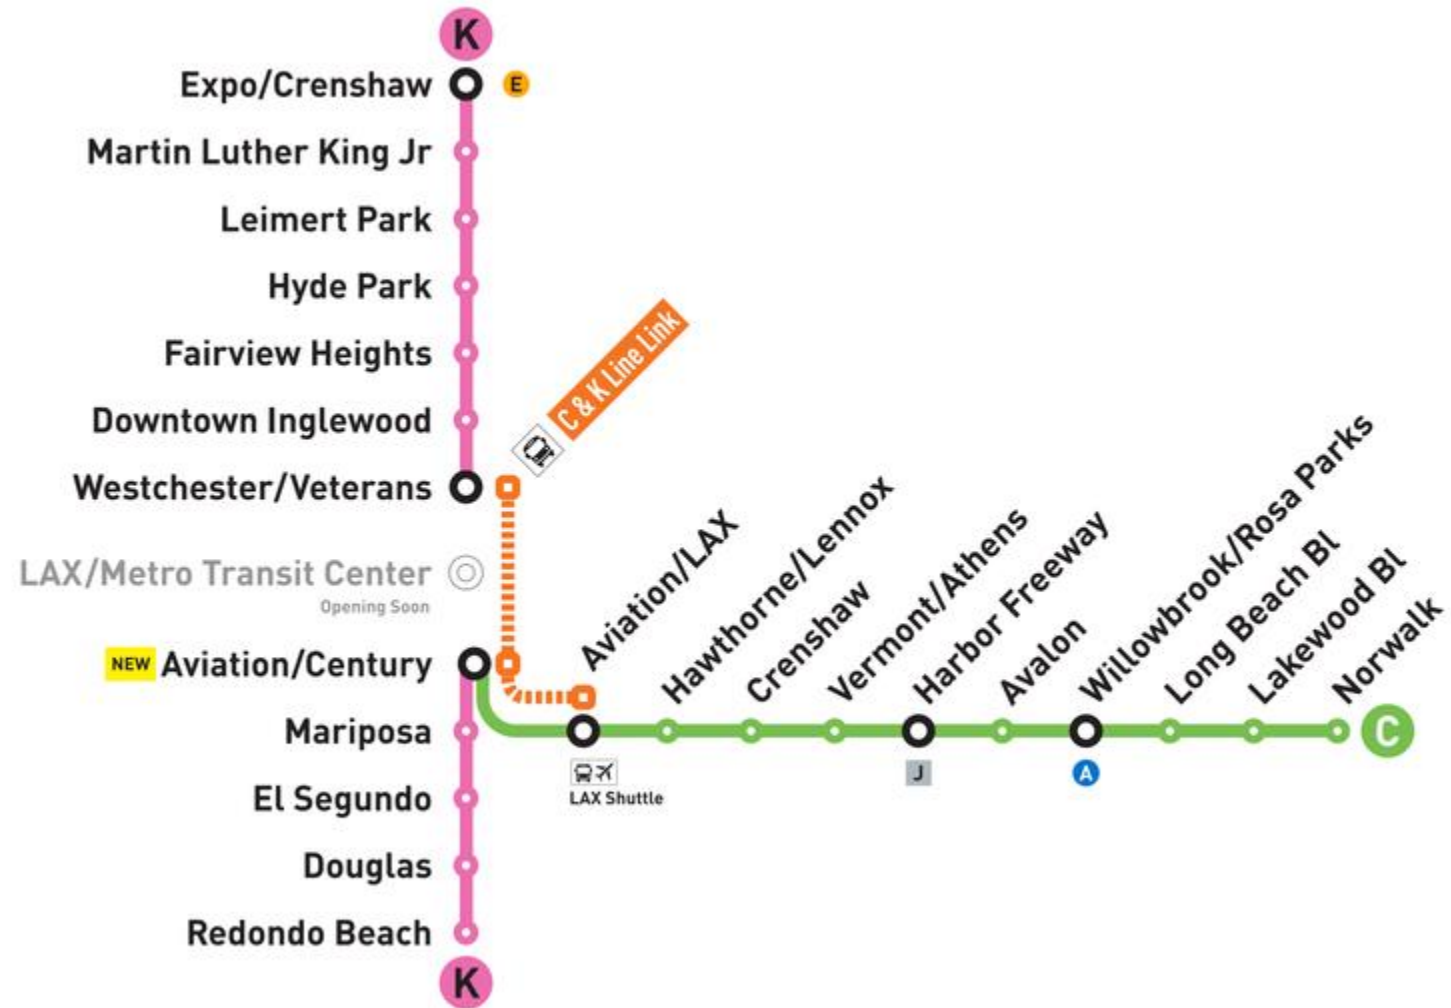 K
Expo/Crenshaw
E
Martin Luther King Jr
Leimert Park
Hyde Park
Fairview Heights
Downtown Inglewood
Westchester/Veterans
C & K Line Link
LAX/Metro Transit Center
Opening Soon
NEW Aviation/Century
Mariposa
El Segundo
Douglas
Redondo Beach
K
Aviation/LAX
Hawthorne/Lennox
Crenshaw
Vermont/Athens
Harbor Freeway
Avalon
Willowbrook/Rosa Parks
Long Beach Bl
Lakewood Bl
Norwalk
C
LAX Shuttle
J
A